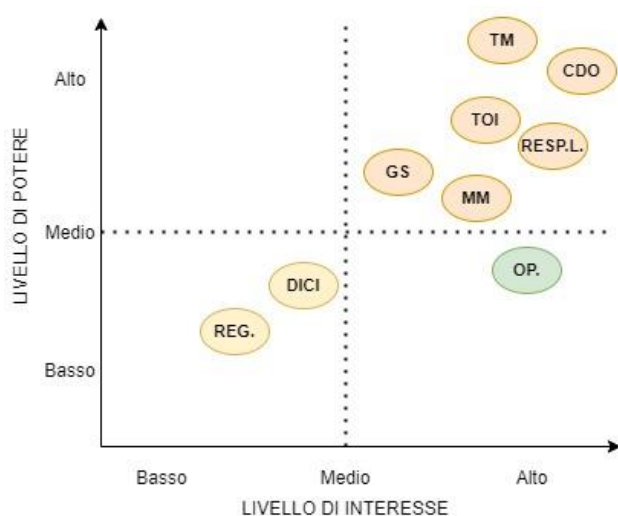 TM
Alto
CDO
TOI
RESP.L.
GS
MM
LIVELLO DI POTERE
Medio
OP.
DICI
REG.
Basso
Basso
Medio
Alto
LIVELLO DI INTERESSE